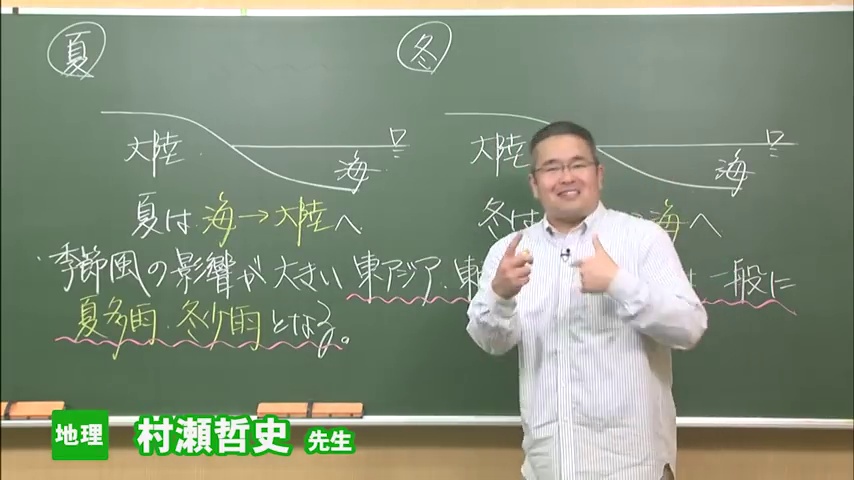 夏
冬
大陸
海
大陸
海
夏は 海→大陸へ
冬は 海へ
・季節風の影響が大きい東アジア・東 は一般に
夏多雨・冬少雨となる。
地理 村瀬哲史 先生